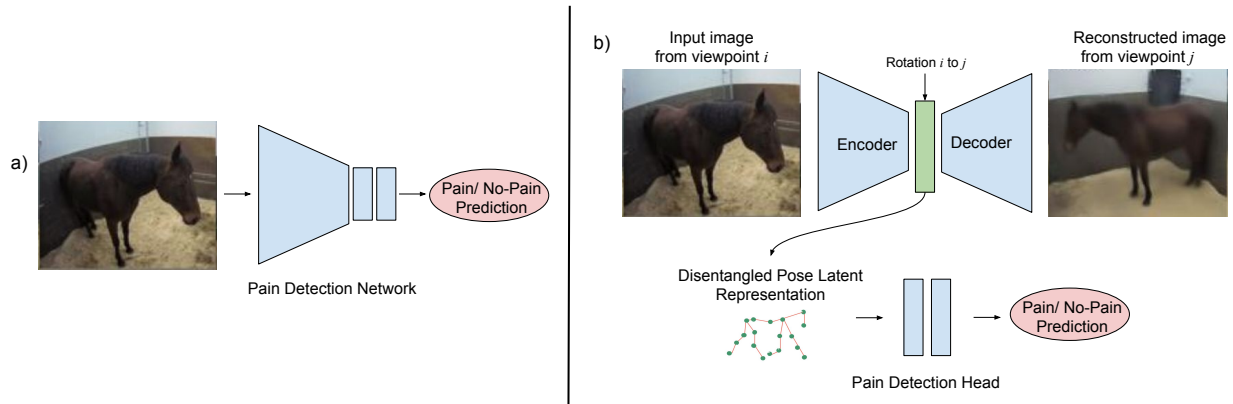 a)
Pain/ No-Pain
Prediction
Pain Detection Network
b)
Input image
from viewpoint i
Rotation i to j
Reconstructed image
from viewpoint j
Encoder
Decoder
Disentangled Pose Latent
Representation
Pain/ No-Pain
Prediction
Pain Detection Head